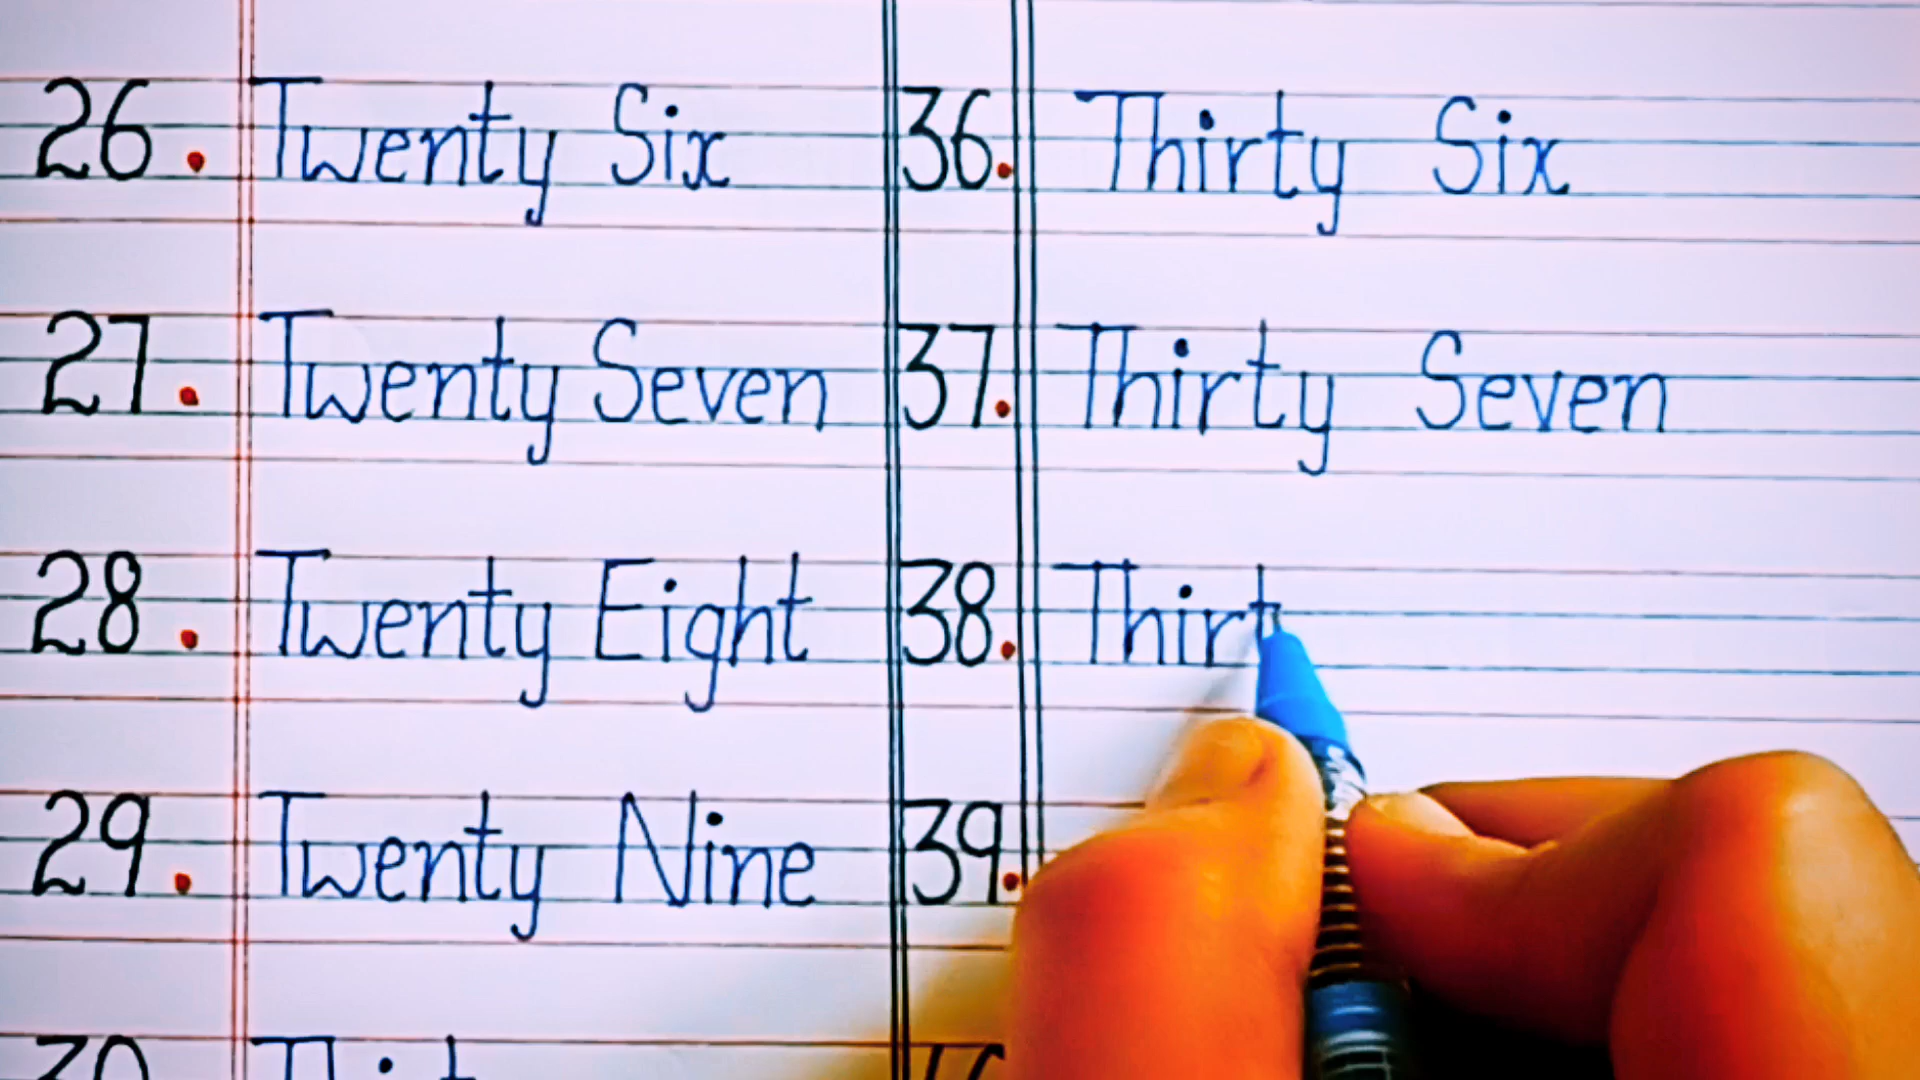 26. Twenty Six 36. Thirty Six
27. Twenty Seven 37. Thirty Seven
28. Twenty Eight 38. Thirt
29. Twenty Nine 39.
30